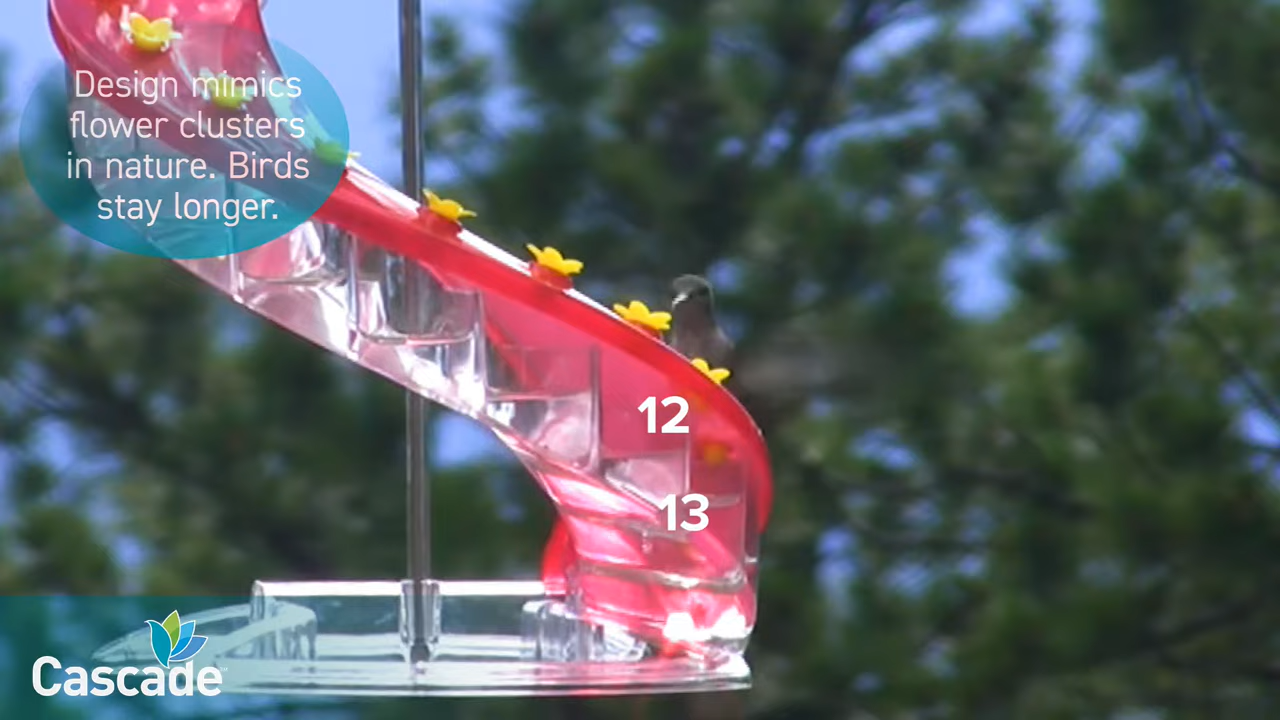 Design mimics
flower clusters
in nature. Birds
stay longer.
12
13
Cascade